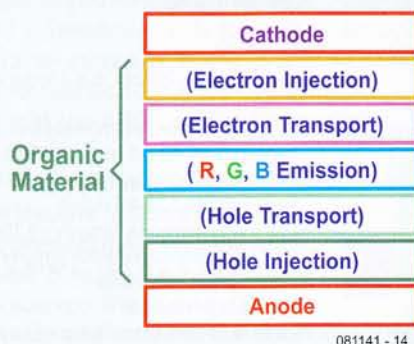 Cathode
(Electron Injection)
(Electron Transport)
Organic
Material
( R, G, B Emission)
(Hole Transport)
(Hole Injection)
Anode
081141 - 14